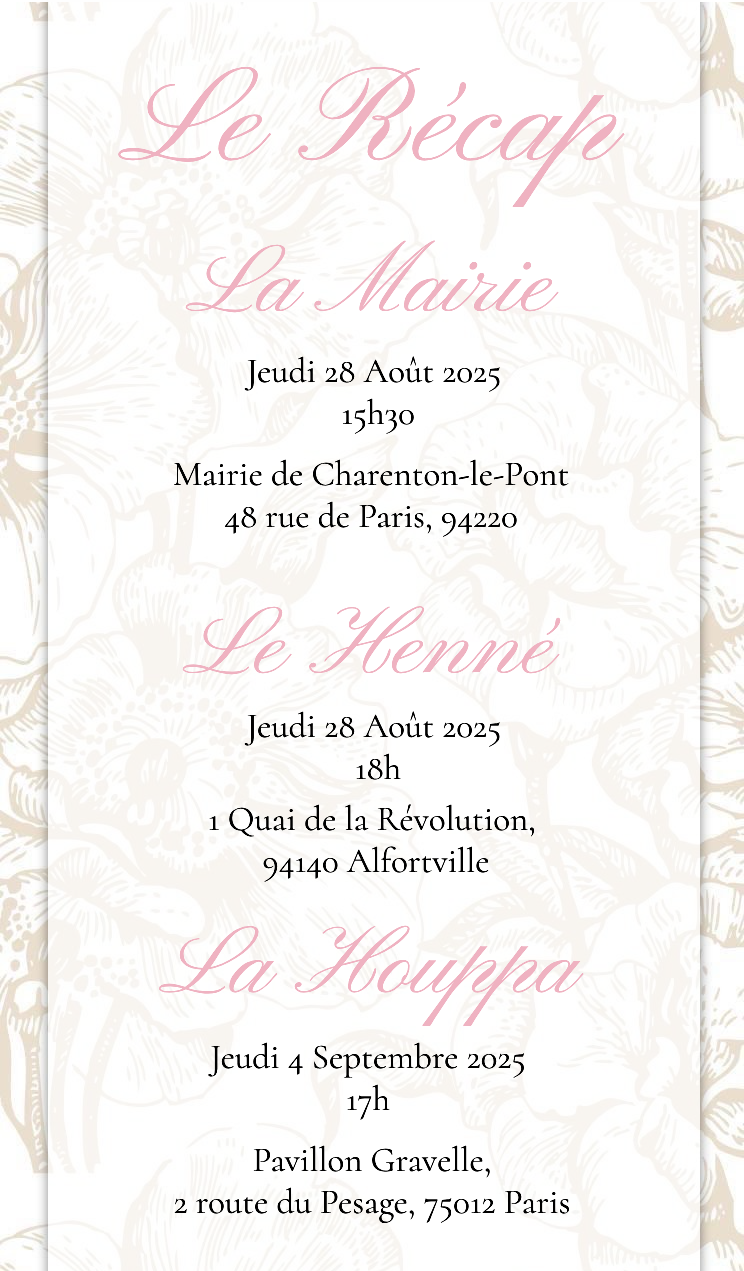 Le Récap
La Mairie
Jeudi 28 Août 2025
15h30
Mairie de Charenton-le-Pont
48 rue de Paris, 94220
Le Henné
Jeudi 28 Août 2025
18h
1 Quai de la Révolution,
94140 Alfortville
La Houppa
Jeudi 4 Septembre 2025
17h
Pavillon Gravelle,
2 route du Pesage, 75012 Paris